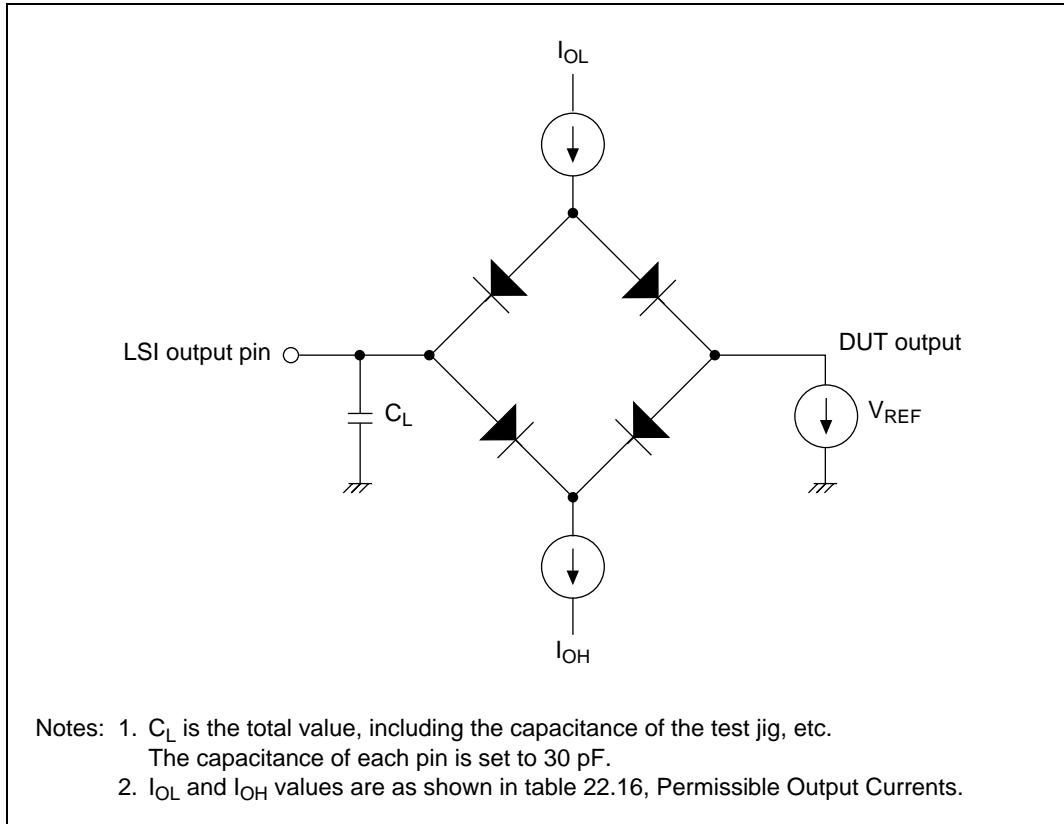 I_OL
LSI output pin
C_L
DUT output
V_REF
I_OH
Notes: 1. C_L is the total value, including the capacitance of the test jig, etc.
The capacitance of each pin is set to 30 pF.
2. I_OL and I_OH values are as shown in table 22.16, Permissible Output Currents.